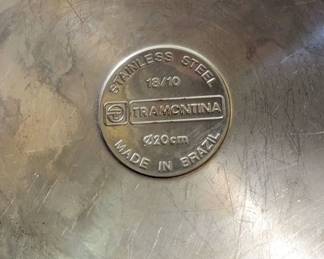 STAINLESS STEEL
18/10
TRAMONTINA
Ø20cm
MADE IN BRAZIL